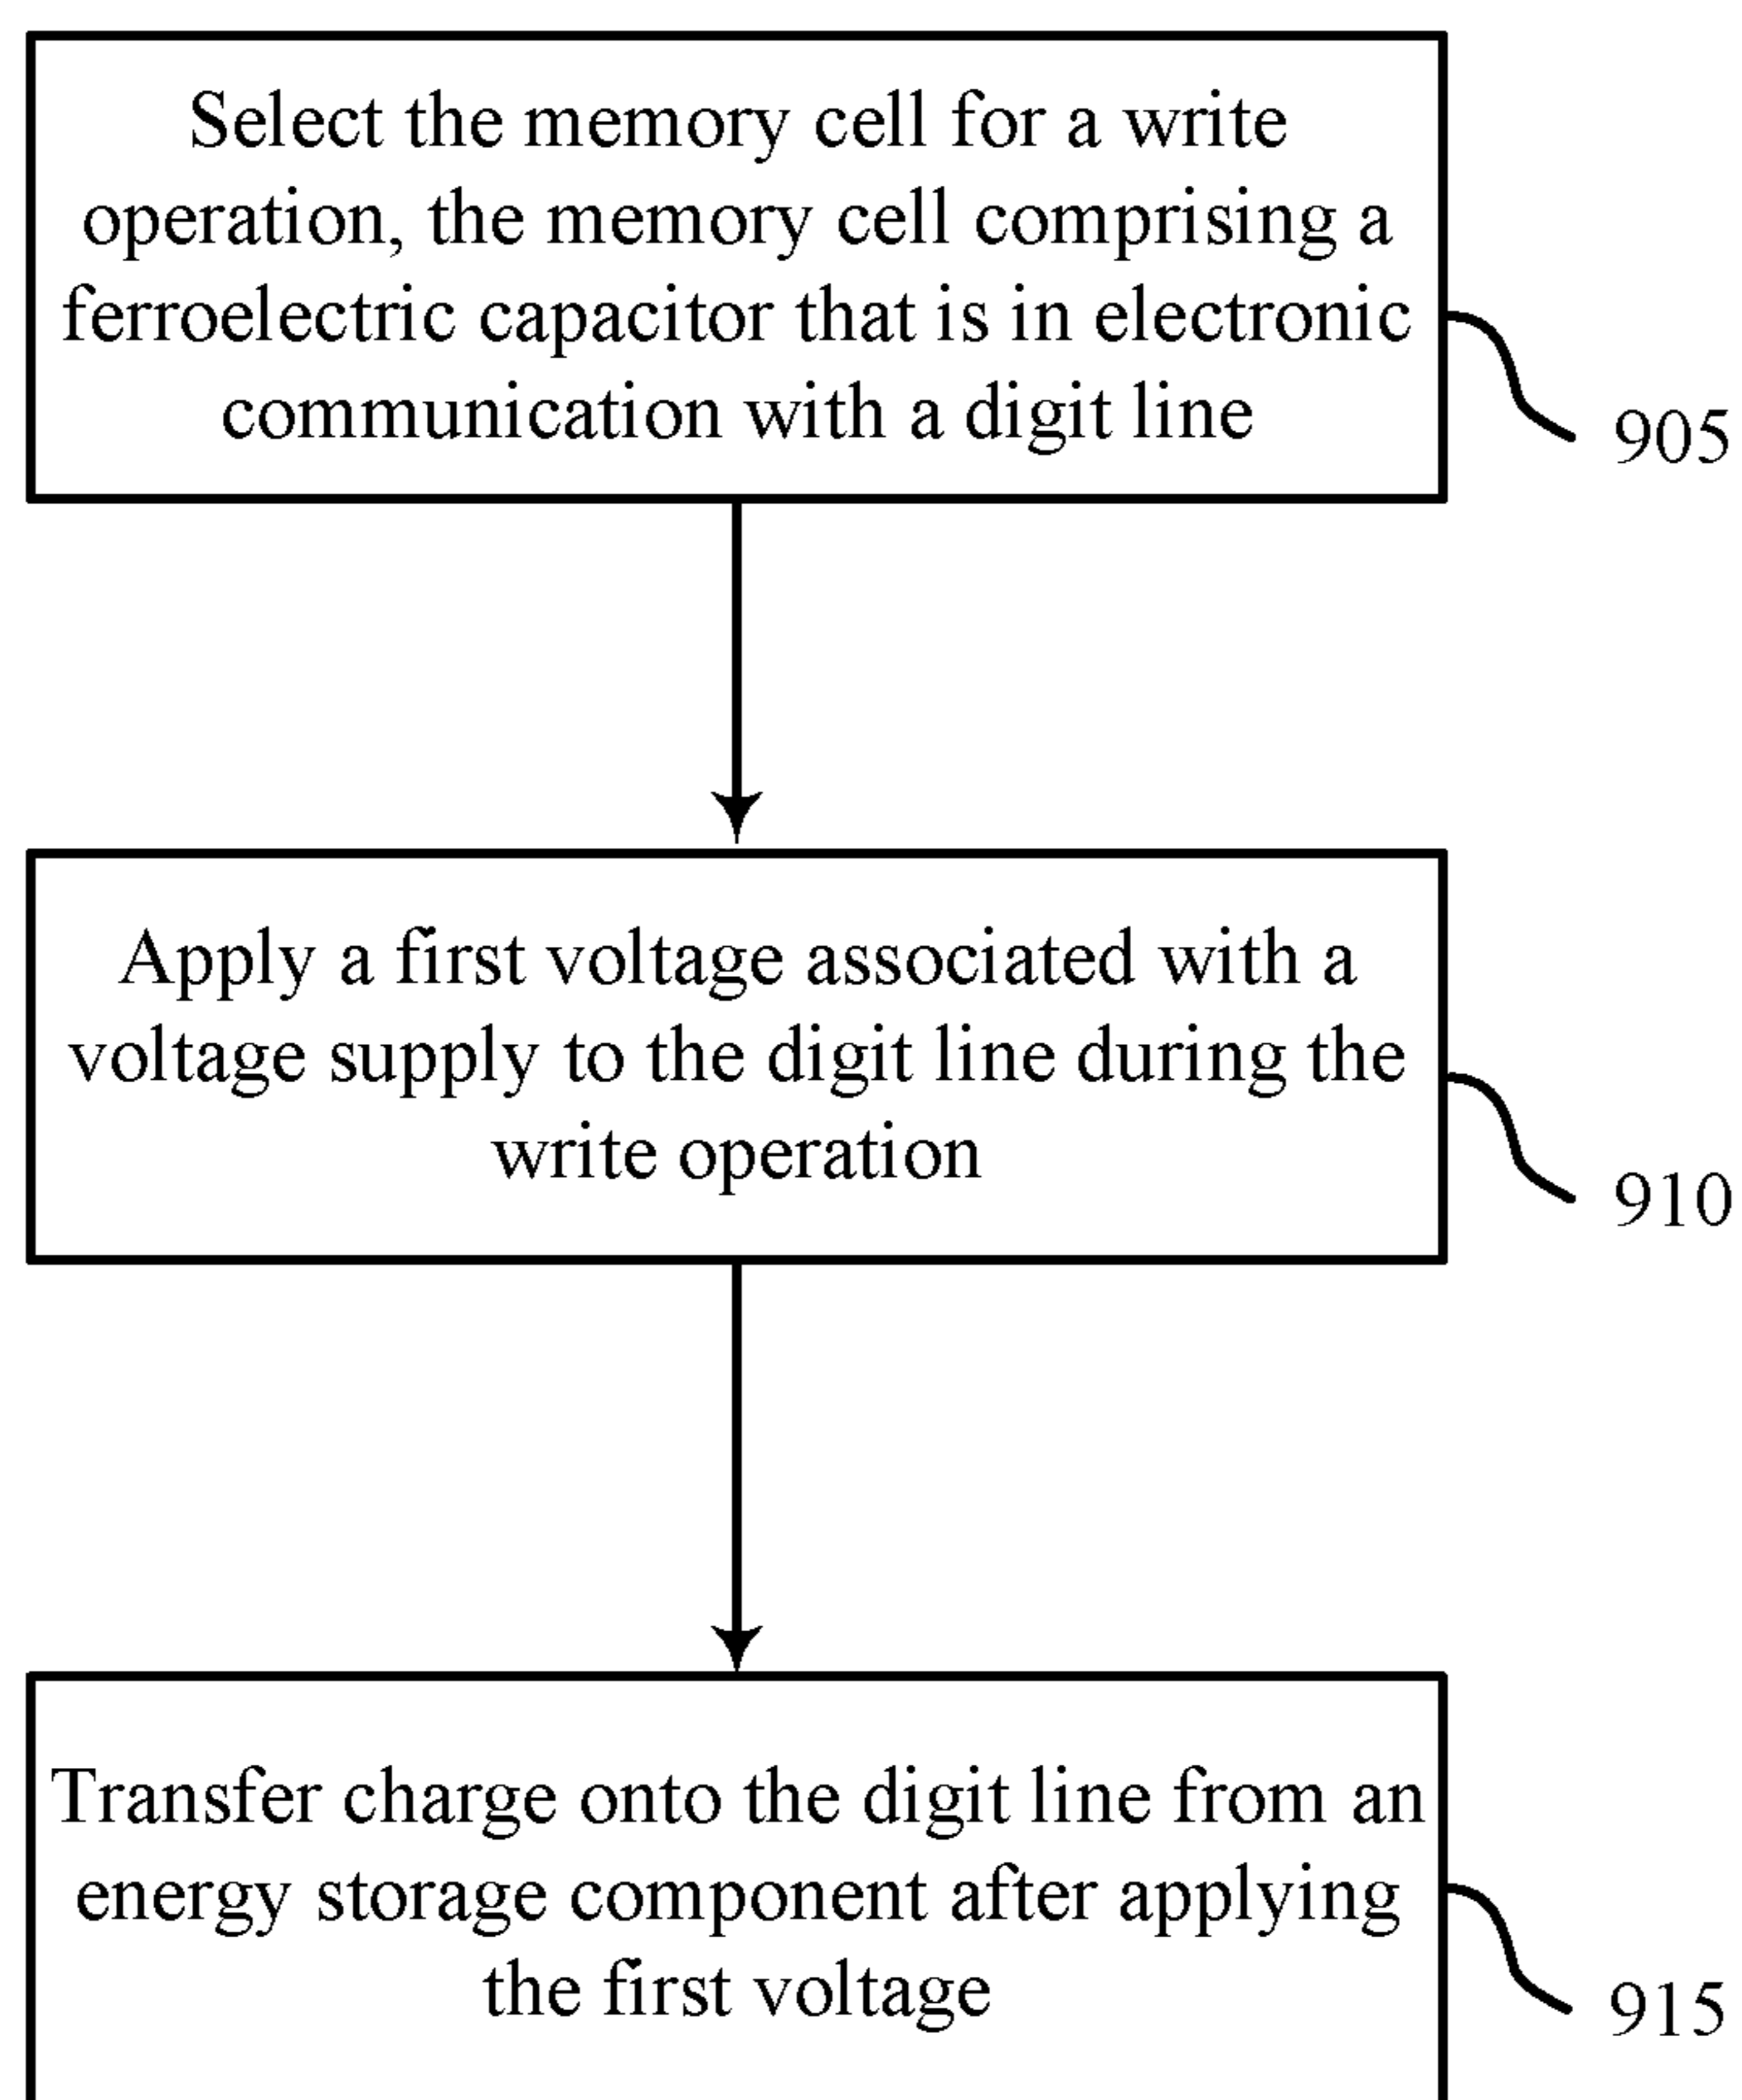 Select the memory cell for a write
operation, the memory cell comprising a
ferroelectric capacitor that is in electronic
communication with a digit line
905
Apply a first voltage associated with a
voltage supply to the digit line during the
write operation
910
Transfer charge onto the digit line from an
energy storage component after applying
the first voltage
915